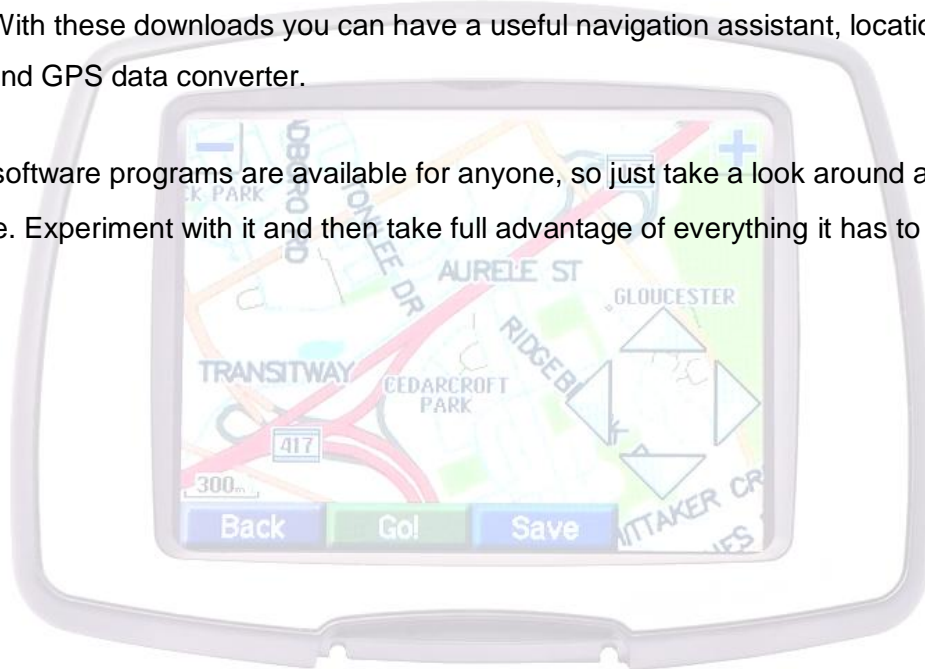 With these downloads you can have a useful navigation assistant,
nd GPS data converter.
software programs are available for anyone, so just take a look around
e. Experiment with it and then take full advantage of everything it has to
PARK
AURELE ST
GLOUCESTER
TRANSITWAY
CEDARCROFT
PARK
417
300m
Back
Go!
Save